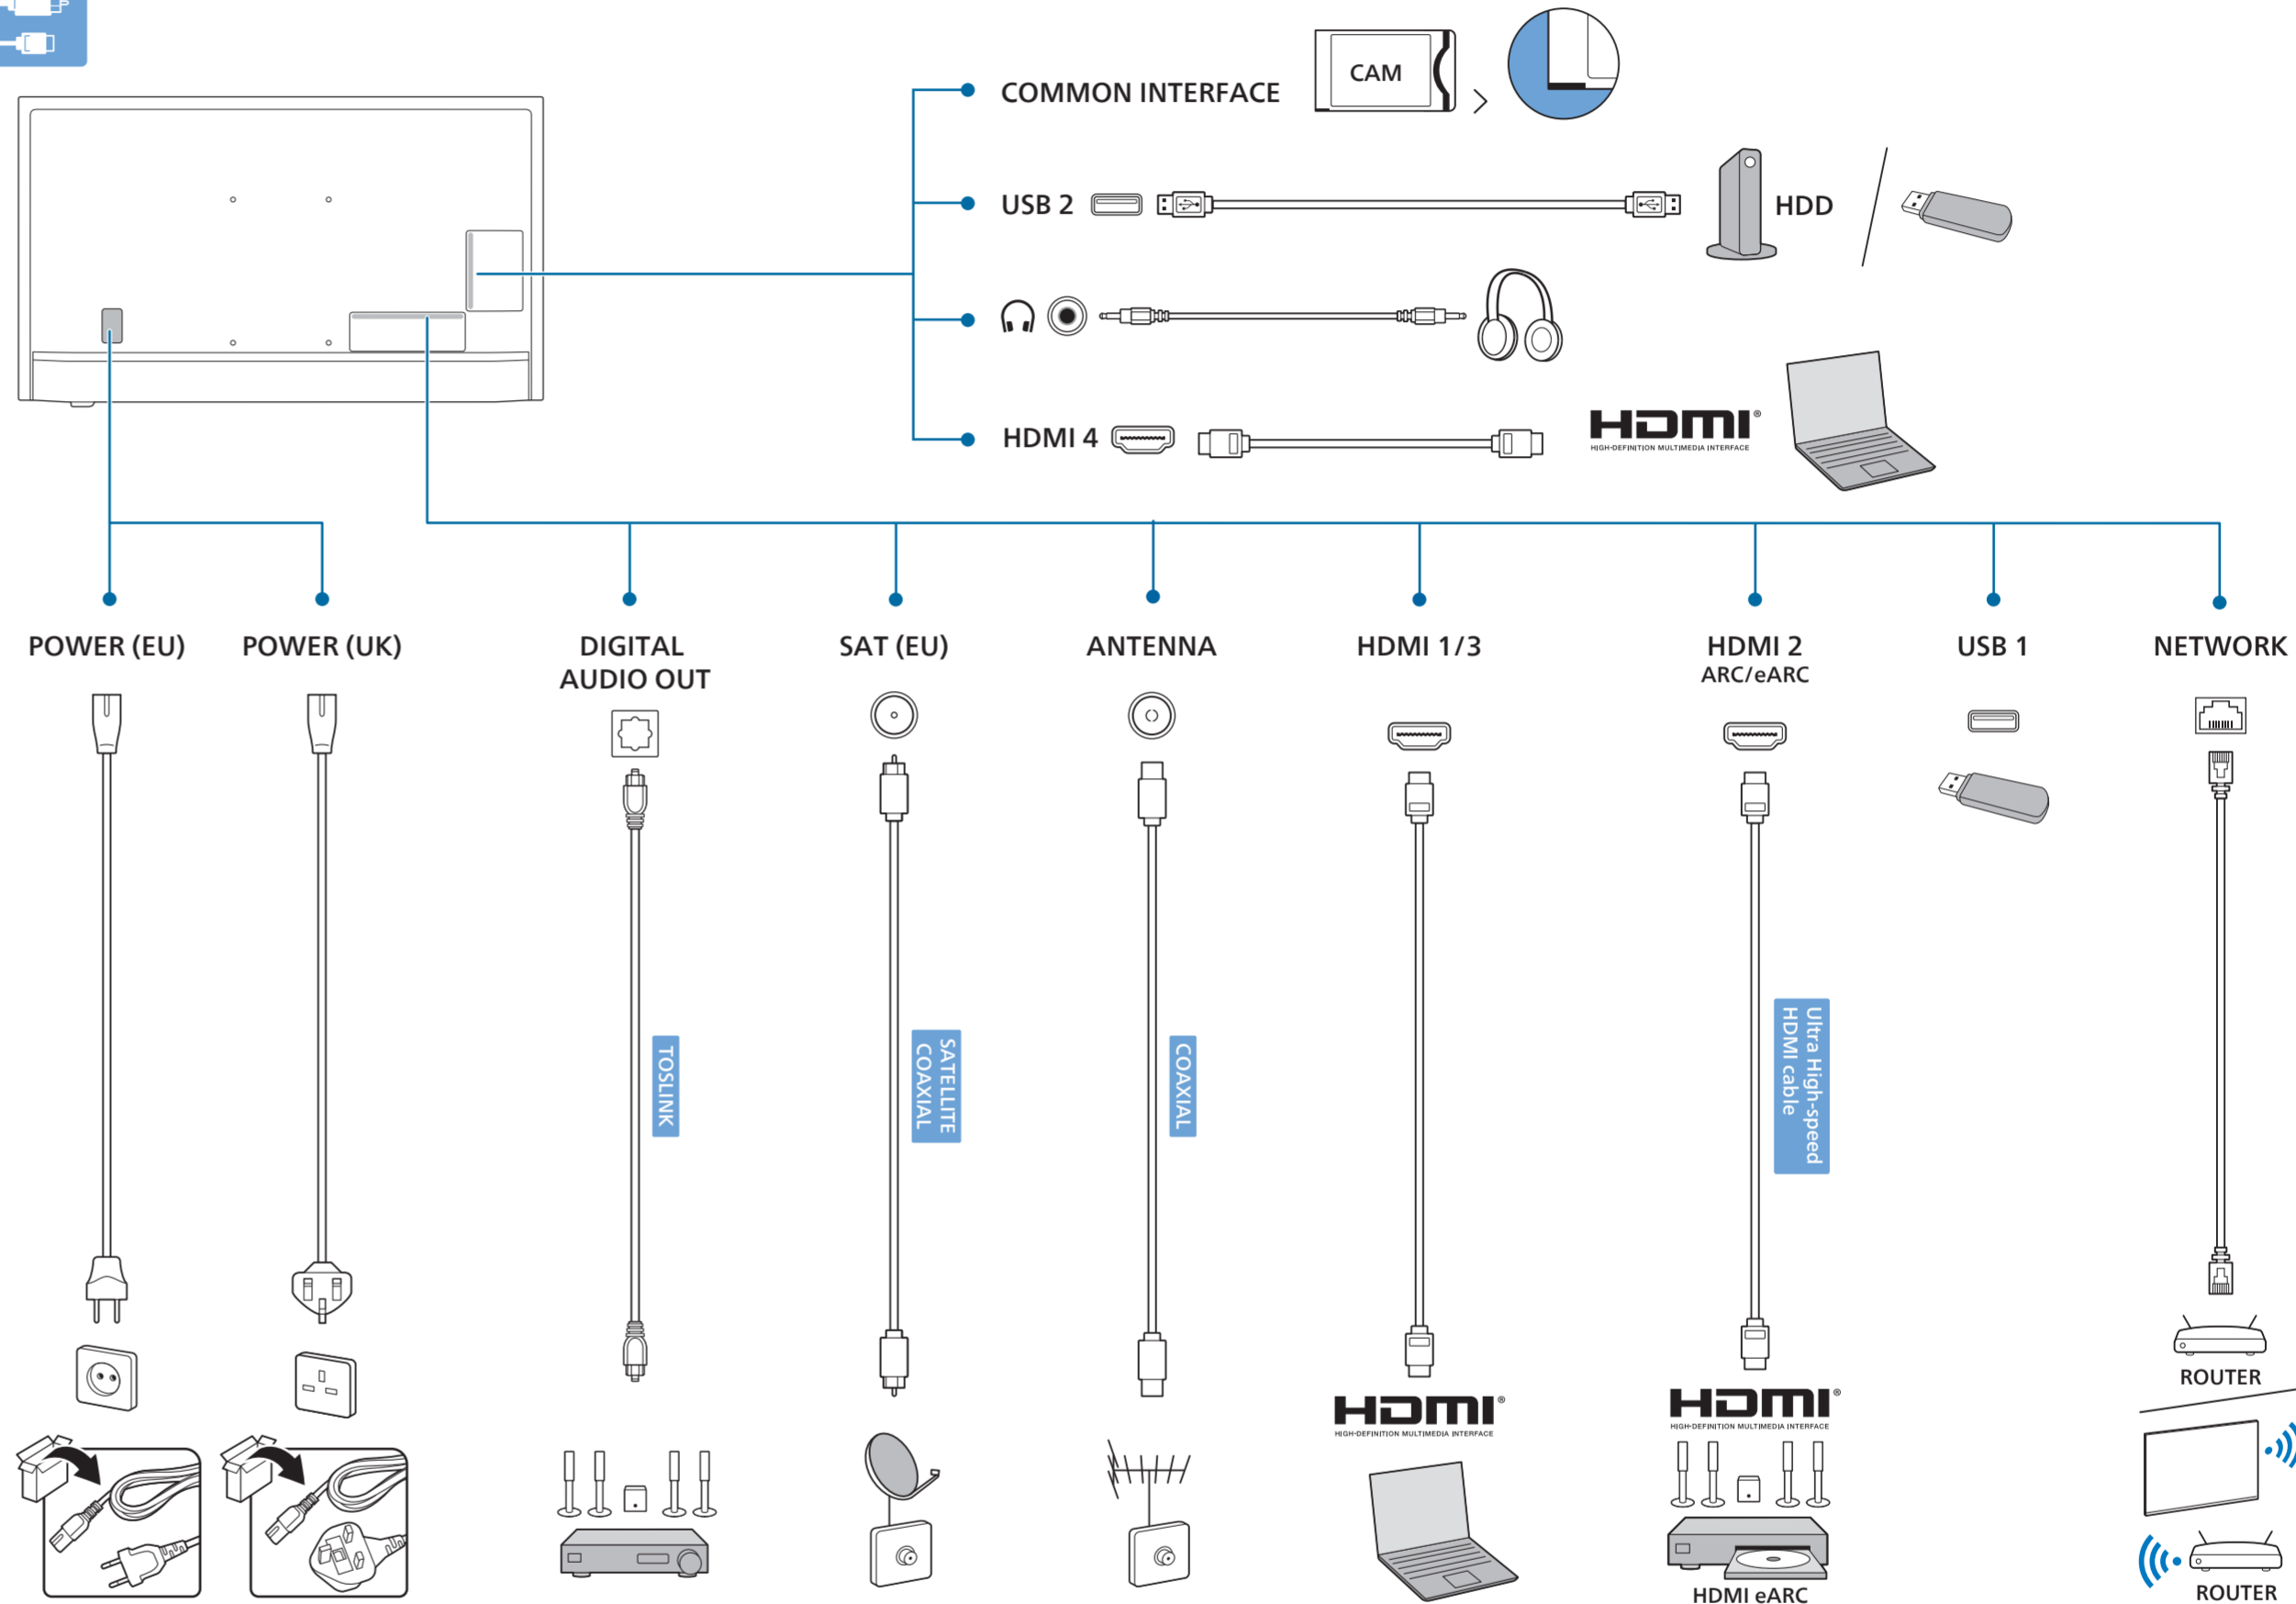 COMMON INTERFACE
CAM
USB 2
HDD
HDMI 4
HDMI®
HIGH-DEFINITION MULTIMEDIA INTERFACE
POWER (EU)
POWER (UK)
DIGITAL
AUDIO OUT
SAT (EU)
ANTENNA
HDMI 1/3
HDMI 2
ARC/eARC
USB 1
NETWORK
TOSLINK
SATELLITE
COAXIAL
COAXIAL
Ultra High-speed
HDMI cable
HDMI®
HIGH-DEFINITION MULTIMEDIA INTERFACE
HDMI®
HIGH-DEFINITION MULTIMEDIA INTERFACE
HDMI eARC
ROUTER
ROUTER